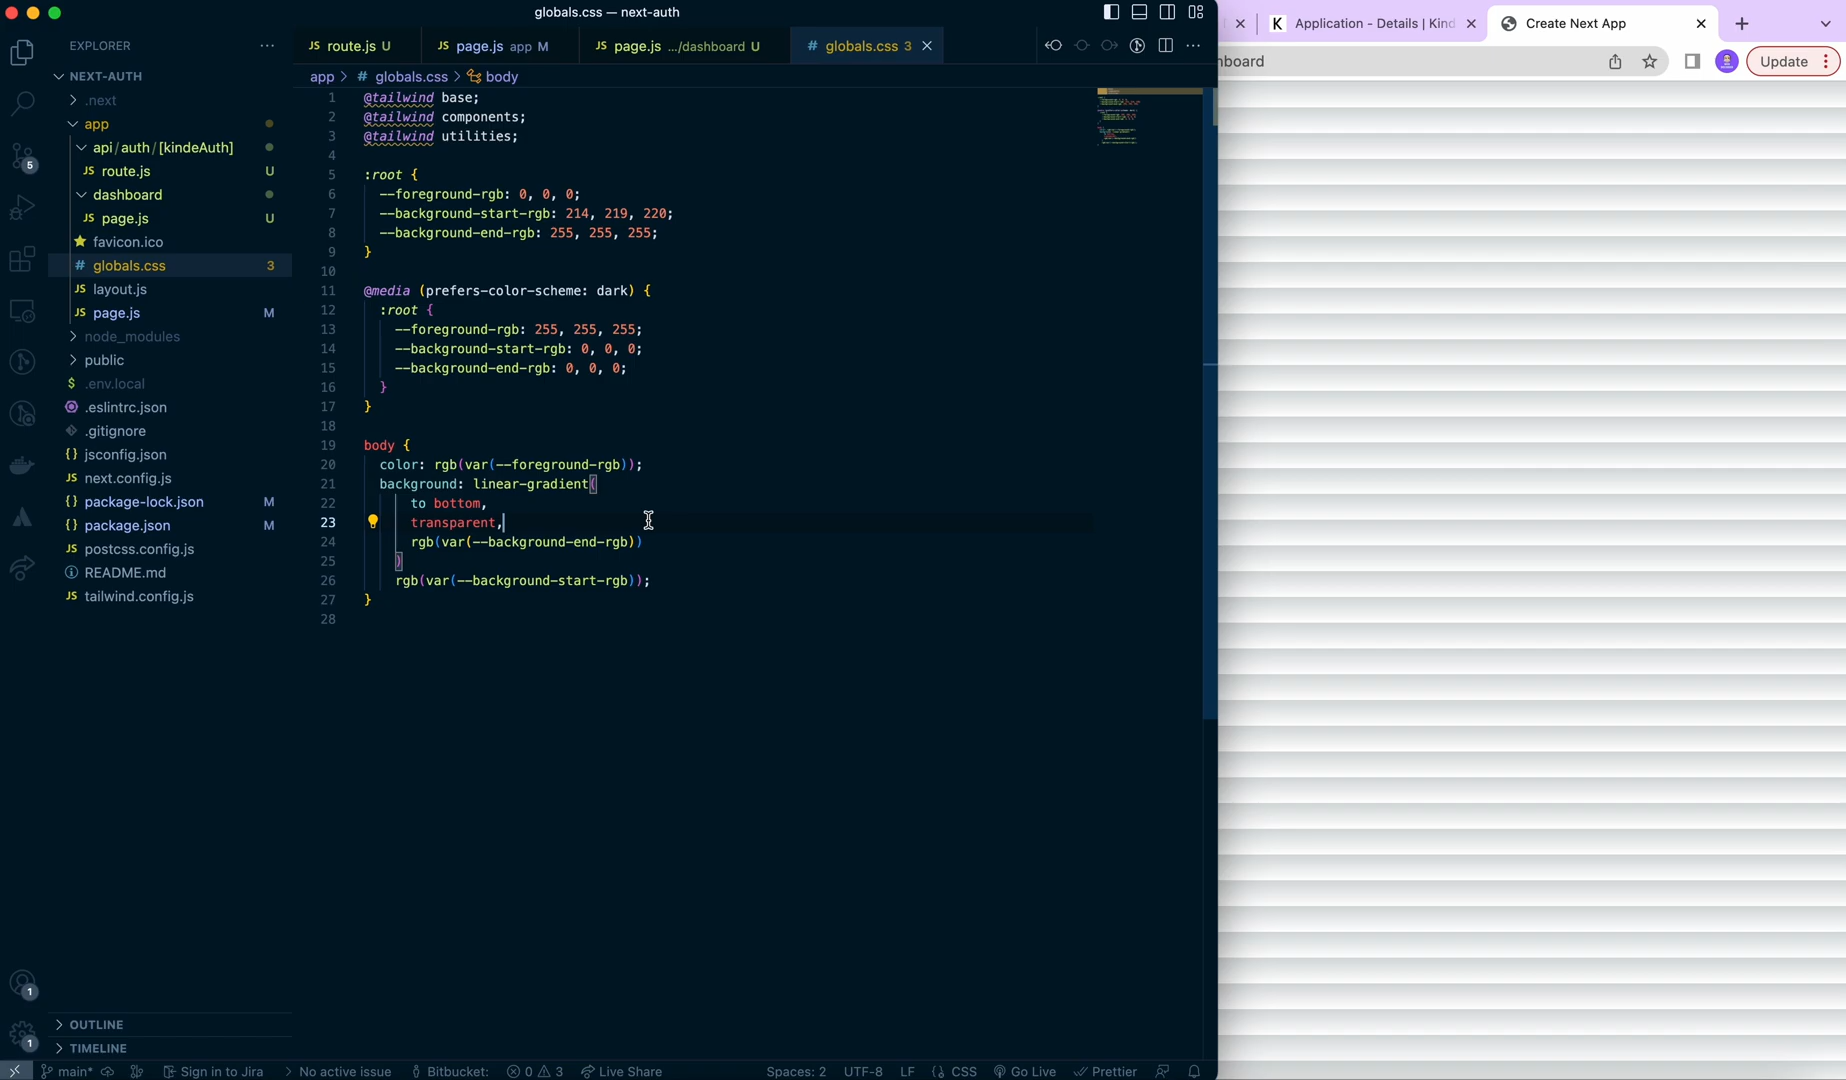 globals.css — next-auth
EXPLORER
NEXT-AUTH
.next
app
api/auth/[kindeAuth]
JS route.js U
dashboard
JS page.js U
favicon.ico
# globals.css 3
JS layout.js
JS page.js M
node_modules
public
$ .env.local
.eslintrc.json
.gitignore
{} jsconfig.json
JS next.config.js
{} package-lock.json M
{} package.json M
JS postcss.config.js
README.md
JS tailwind.config.js
OUTLINE
TIMELINE
5
1
1
JS route.js U
JS page.js app M
JS page.js .../dashboard U
# globals.css 3
app > # globals.css > body
1 @tailwind base;
2 @tailwind components;
3 @tailwind utilities;
4
5 :root {
6 --foreground-rgb: 0, 0, 0;
7 --background-start-rgb: 214, 219, 220;
8 --background-end-rgb: 255, 255, 255;
9 }
10
11 @media (prefers-color-scheme: dark) {
12 :root {
13 --foreground-rgb: 255, 255, 255;
14 --background-start-rgb: 0, 0, 0;
15 --background-end-rgb: 0, 0, 0;
16 }
17 }
18
19 body {
20 color: rgb(var(--foreground-rgb));
21 background: linear-gradient(
22 to bottom,
23 transparent,
24 rgb(var(--background-end-rgb))
25 )
26 rgb(var(--background-start-rgb));
27 }
28
main*
Sign in to Jira
No active issue
Bitbucket:
0
3
Live Share
Spaces: 2
UTF-8
LF
{} CSS
Go Live
Prettier
K Application - Details | Kind
Create Next App
board
Update